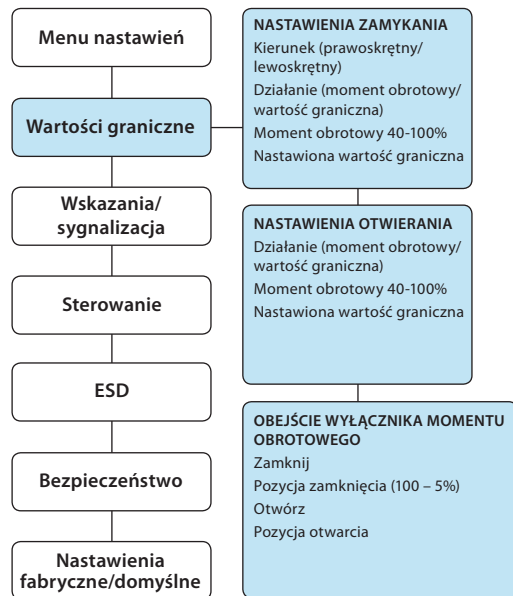 Menu nastawień
Wartości graniczne
Wskazania/
sygnalizacja
Sterowanie
ESD
Bezpieczeństwo
Nastawienia
fabryczne/domyślne
NASTAWIENIA ZAMYKANIA
Kierunek (prawoskrętny/
lewoskrętny)
Działanie (moment obrotowy/
wartość graniczna)
Moment obrotowy 40-100%
Nastawiona wartość graniczna
NASTAWIENIA OTWIERANIA
Działanie (moment obrotowy/
wartość graniczna)
Moment obrotowy 40-100%
Nastawiona wartość graniczna
OBEJŚCIE WYŁĄCZNIKA MOMENTU
OBROTOWEGO
Zamknij
Pozycja zamknięcia (100 – 5%)
Otwórz
Pozycja otwarcia